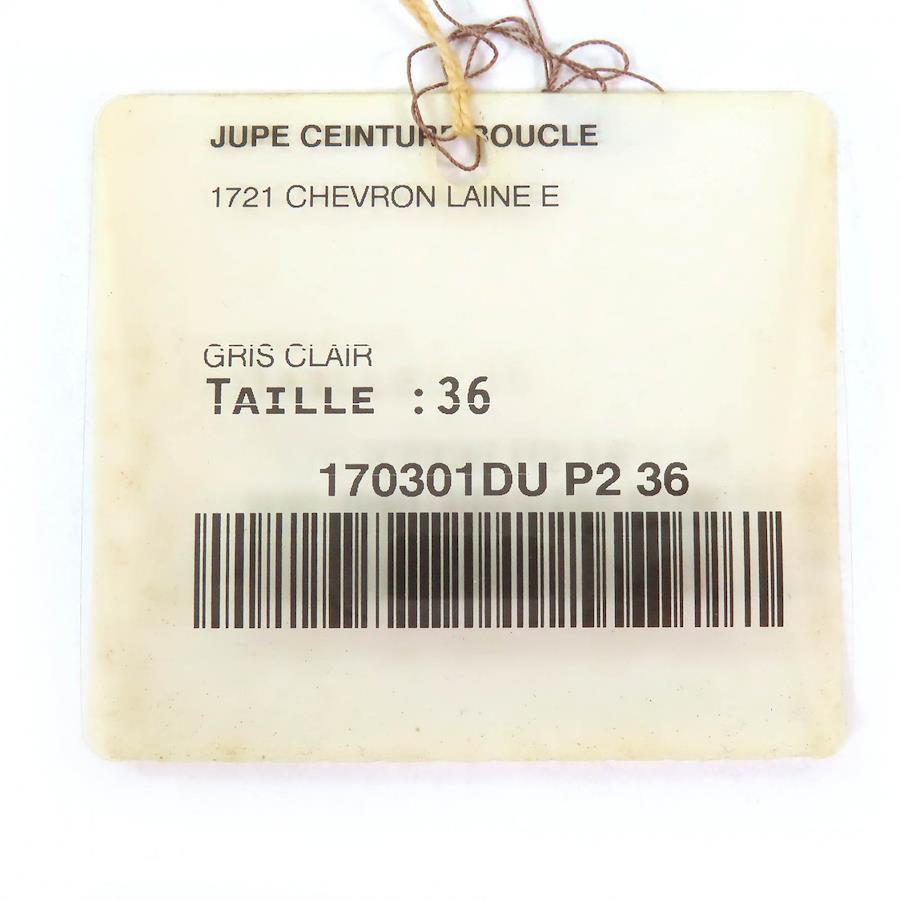 JUPE CEINTURE BOUCLE
1721 CHEVRON LAINE E
GRIS CLAIR
TAILLE :36
170301DU P2 36